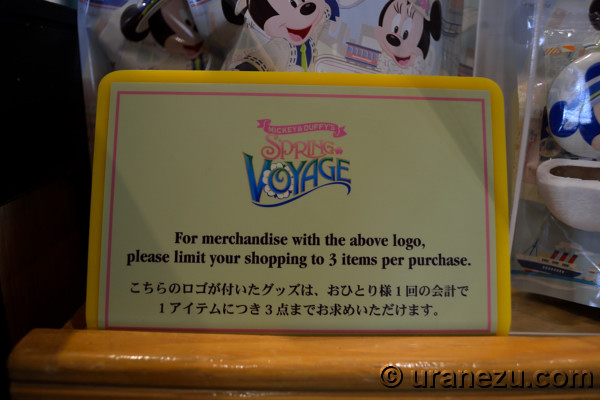 MICKEY & DUFFY'S
SPRING
VOYAGE
For merchandise with the above logo,
please limit your shopping to 3 items per purchase.
こちらのロゴが付いたグッズは、おひとり様1回の会計で
1アイテムにつき3点までお求めいただけます。
© uranezu.com